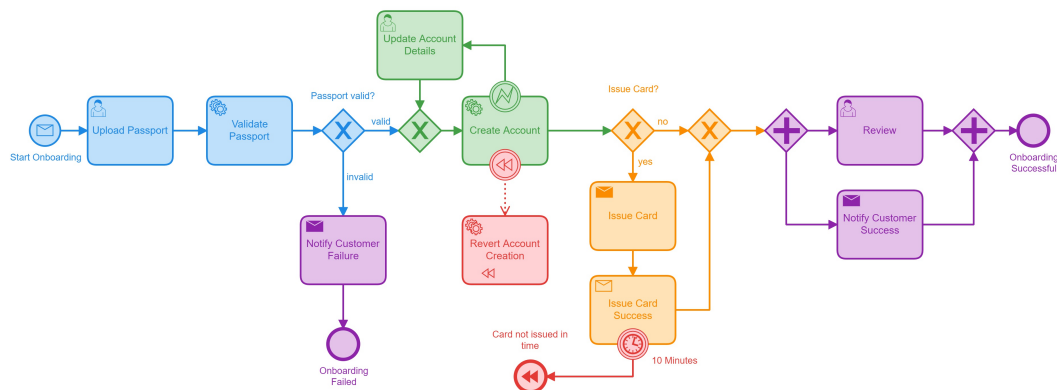 Update Account
Details
Passport valid?
Issue Card?
Upload Passport
Validate
Passport
X
valid
X
Create Account
X
no
X
Review
Start Onboarding
Onboarding
Successful
invalid
yes
Notify Customer
Failure
Revert Account
Creation
Issue Card
Notify Customer
Success
Issue Card
Success
Card not issued in
time
10 Minutes
Onboarding
Failed